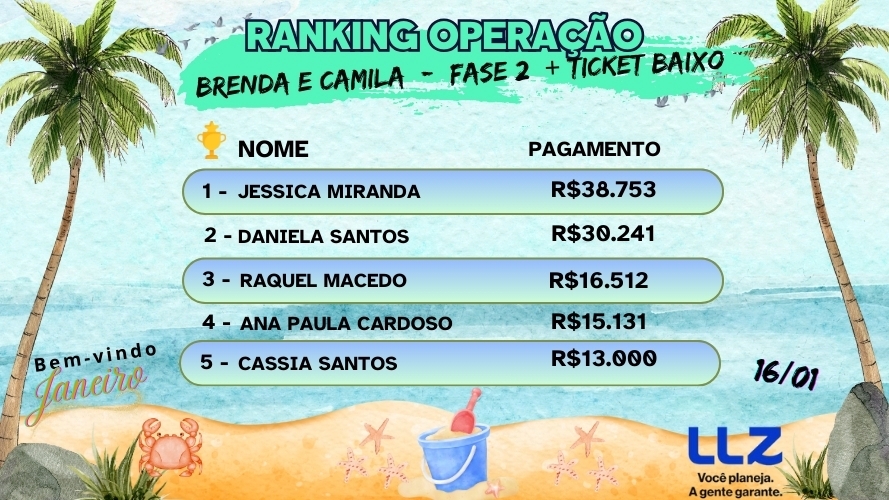 RANKING OPERAÇÃO
BRENDA E CAMILA - FASE 2 + TICKET BAIXO
NOME PAGAMENTO
1 - JESSICA MIRANDA R$38.753
2 - DANIELA SANTOS R$30.241
3 - RAQUEL MACEDO R$16.512
4 - ANA PAULA CARDOSO R$15.131
5 - CASSIA SANTOS R$13.000
Bem-vindo
Janeiro
16/01
LLZ
Você planeja.
A gente garante.